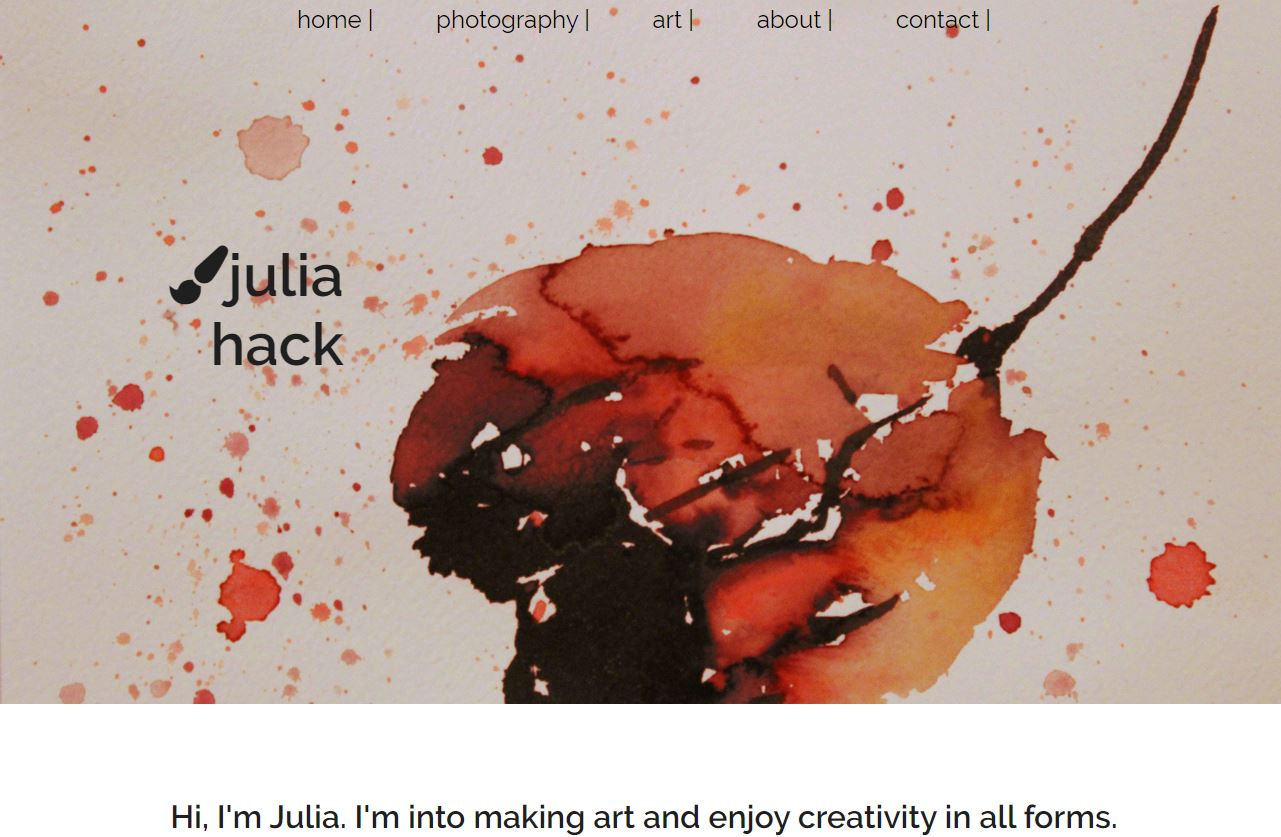 home | photography | art | about | contact |
julia
hack
Hi, I'm Julia. I'm into making art and enjoy creativity in all forms.